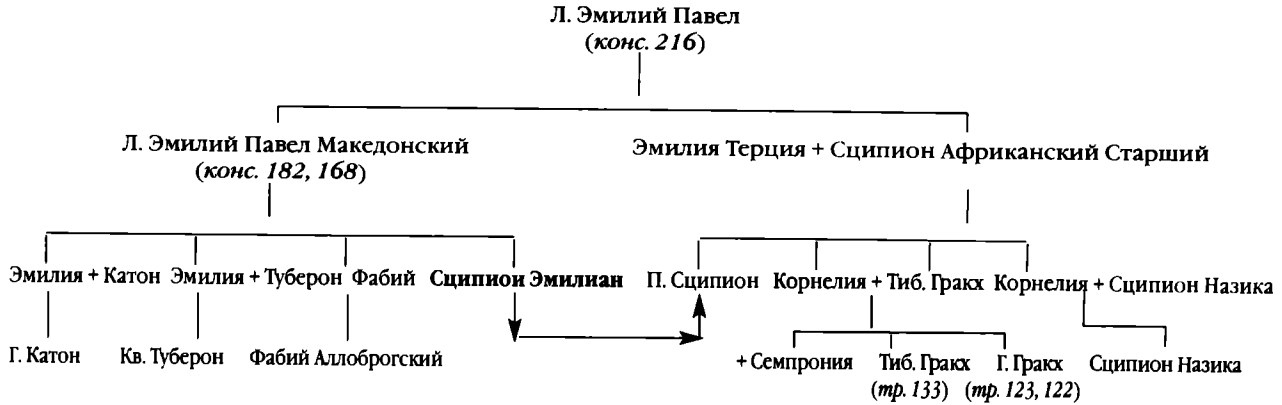 Л. Эмилий Павел
(конс. 216)
Л. Эмилий Павел Македонский
(конс. 182, 168)
Эмилия Терция + Сципион Африканский Старший
Эмилия + Катон Эмилия + Туберон Фабий Сципиои Эмилиан П. Сципион Корнелия + Тиб. Гракх Корнелия + Сципион Назика
Г. Катон Кв. Туберон Фабий Аллоброгский + Семпрония Тиб. Гракх Г. Гракх Сципион Назика
(тр. 133) (тр. 123, 122)